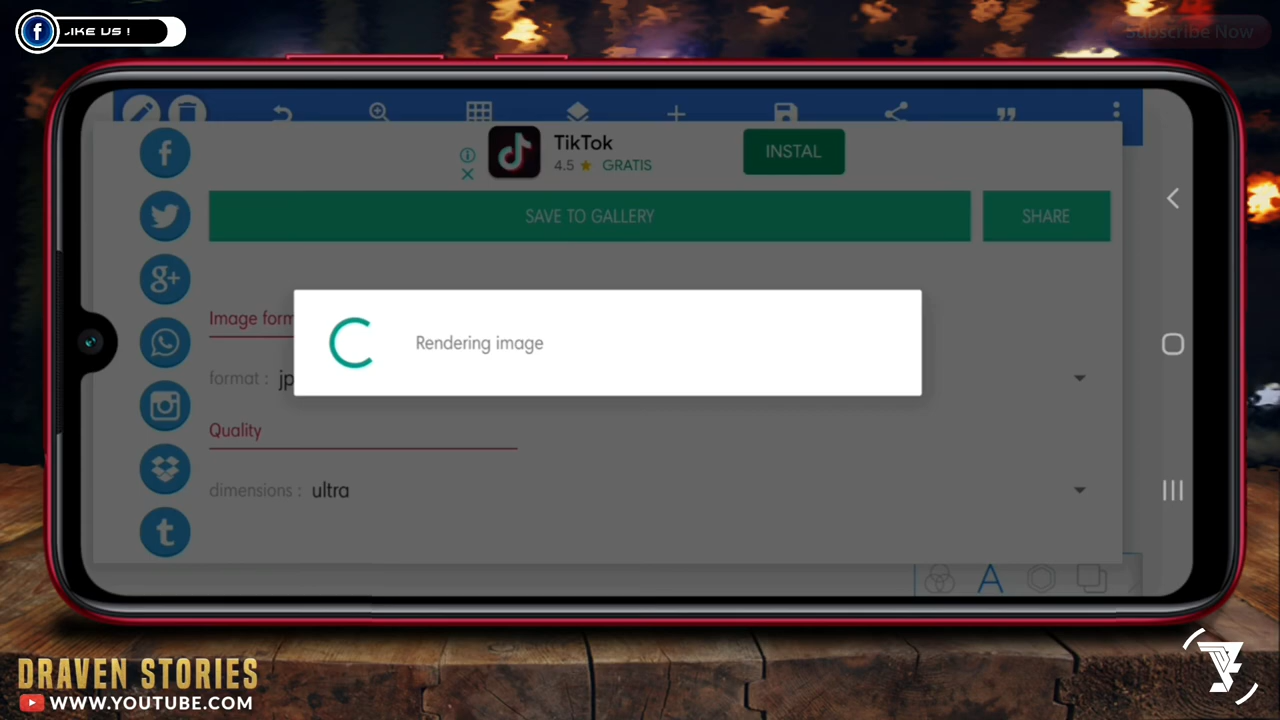 f
LIKE US !
Subscribe Now
TikTok
4.5 ★ GRATIS
INSTAL
SAVE TO GALLERY
SHARE
Image form
format : jp
Rendering image
Quality
dimensions : ultra
DRAVEN STORIES
WWW.YOUTUBE.COM